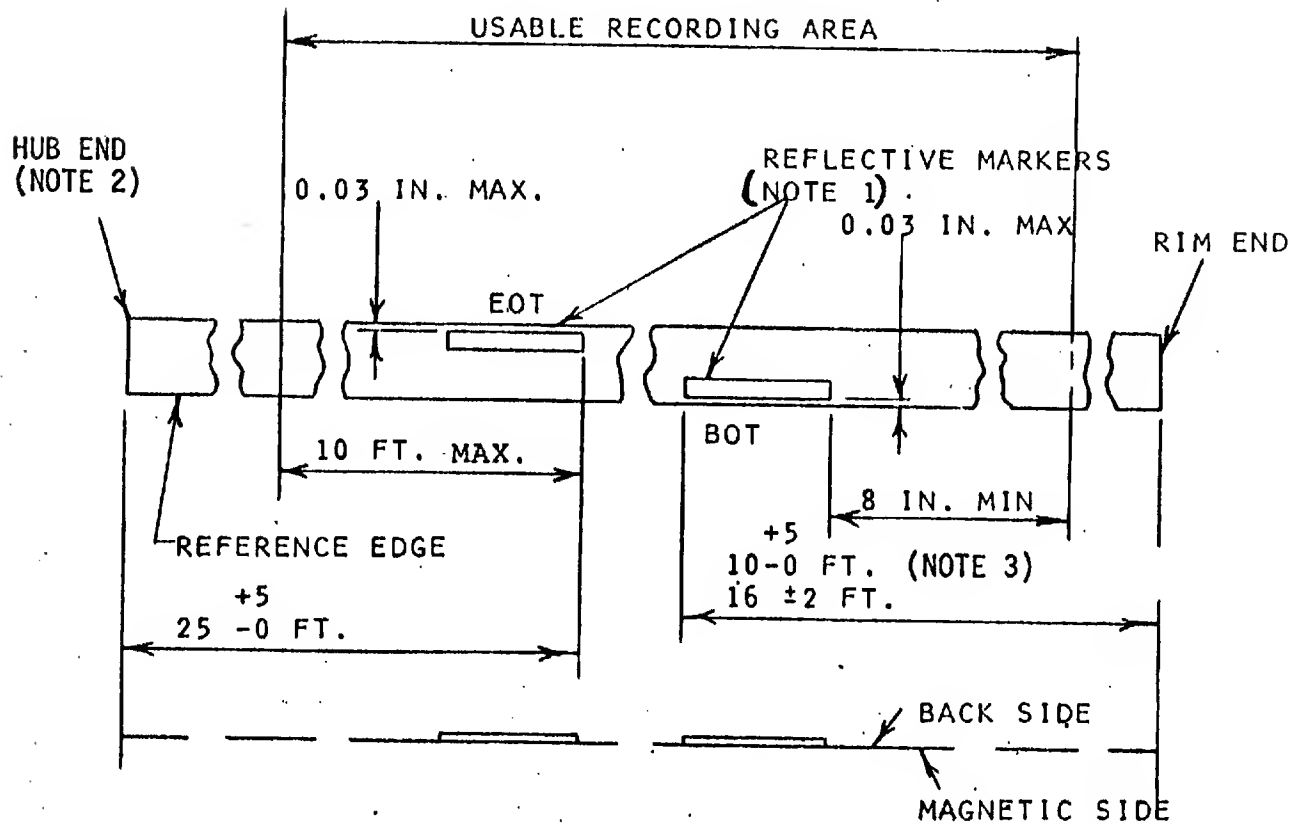 USABLE RECORDING AREA
HUB END
(NOTE 2)
REFLECTIVE MARKERS
(NOTE 1)
0.03 IN. MAX.
0.03 IN. MAX
RIM END
EOT
BOT
10 FT. MAX.
8 IN. MIN
REFERENCE EDGE
+5
10-0 FT. (NOTE 3)
16 ±2 FT.
+5
25 -0 FT.
BACK SIDE
MAGNETIC SIDE